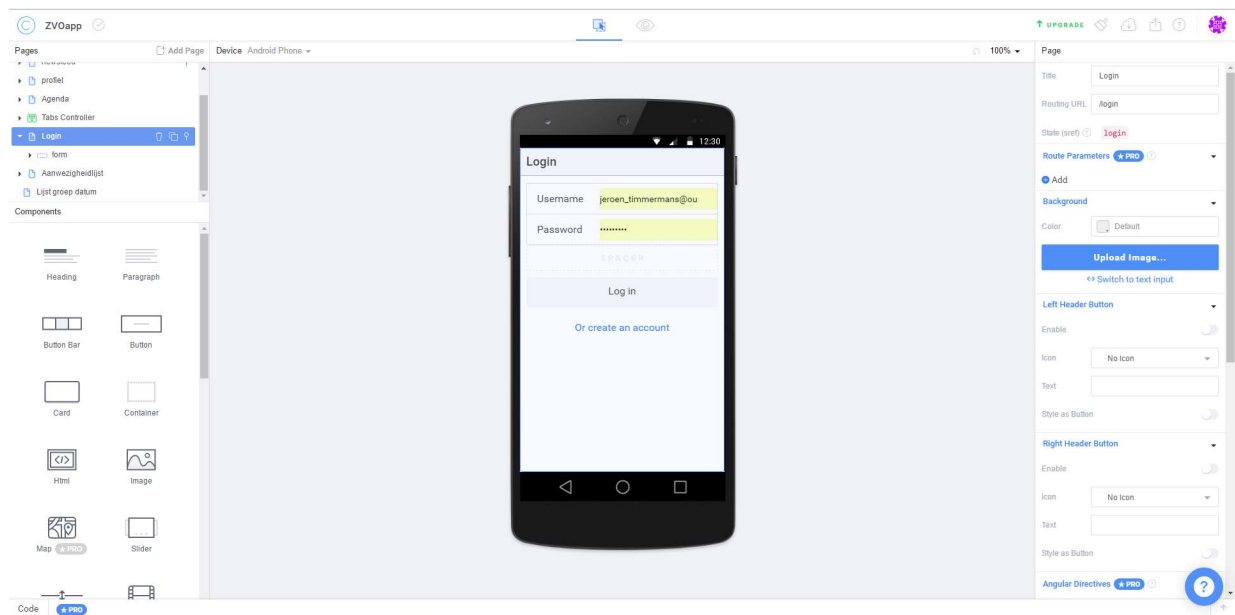 ZVOapp
UPGRADE
Pages
Add Page
Device Android Phone
100%
Page
profiel
Agenda
Tabs Controller
Login
form
Aanwezigheidlijst
Lijst groep datum
Components
Heading
Paragraph
Button Bar
Button
Card
Container
Html
Image
Map PRO
Slider
12:30
Login
Username jeroen_timmermans@ou
Password •••••••••
SPACER
Log in
Or create an account
Title Login
Routing URL /login
State (sref) login
Route Parameters PRO
Add
Background
Color Default
Upload Image...
Switch to text input
Left Header Button
Enable
Icon No Icon
Text
Style as Button
Right Header Button
Enable
Icon No Icon
Text
Style as Button
Angular Directives PRO
Code PRO